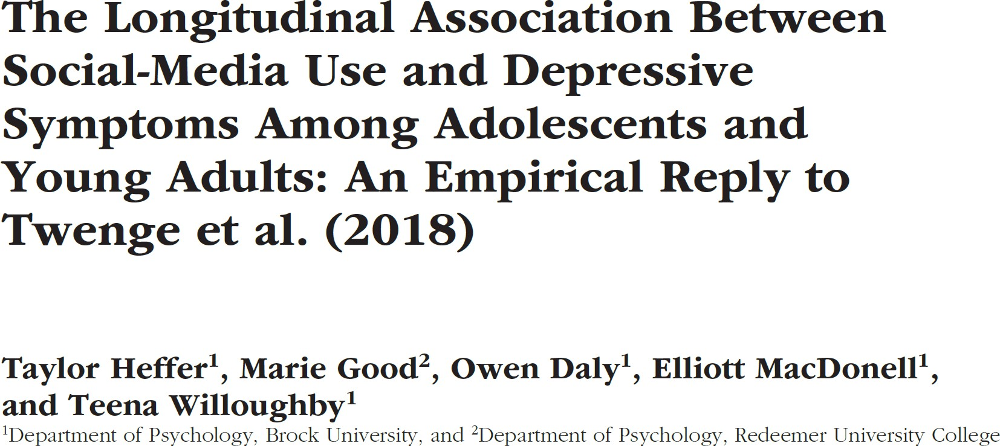 The Longitudinal Association Between
Social-Media Use and Depressive
Symptoms Among Adolescents and
Young Adults: An Empirical Reply to
Twenge et al. (2018)
Taylor Heffer¹, Marie Good², Owen Daly¹, Elliott MacDonell¹,
and Teena Willoughby¹
¹Department of Psychology, Brock University, and ²Department of Psychology, Redeemer University College